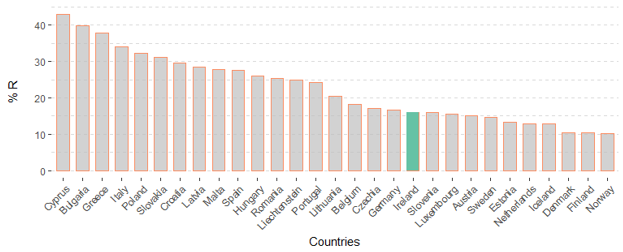 % R
40
30
20
10
0
Cyprus
Bulgaria
Greece
Italy
Poland
Slovakia
Croatia
Latvia
Malta
Spain
Hungary
Romania
Liechtenstein
Portugal
Lithuania
Belgium
Czechia
Germany
Ireland
Slovenia
Luxembourg
Austria
Sweden
Estonia
Netherlands
Iceland
Denmark
Finland
Norway
Countries